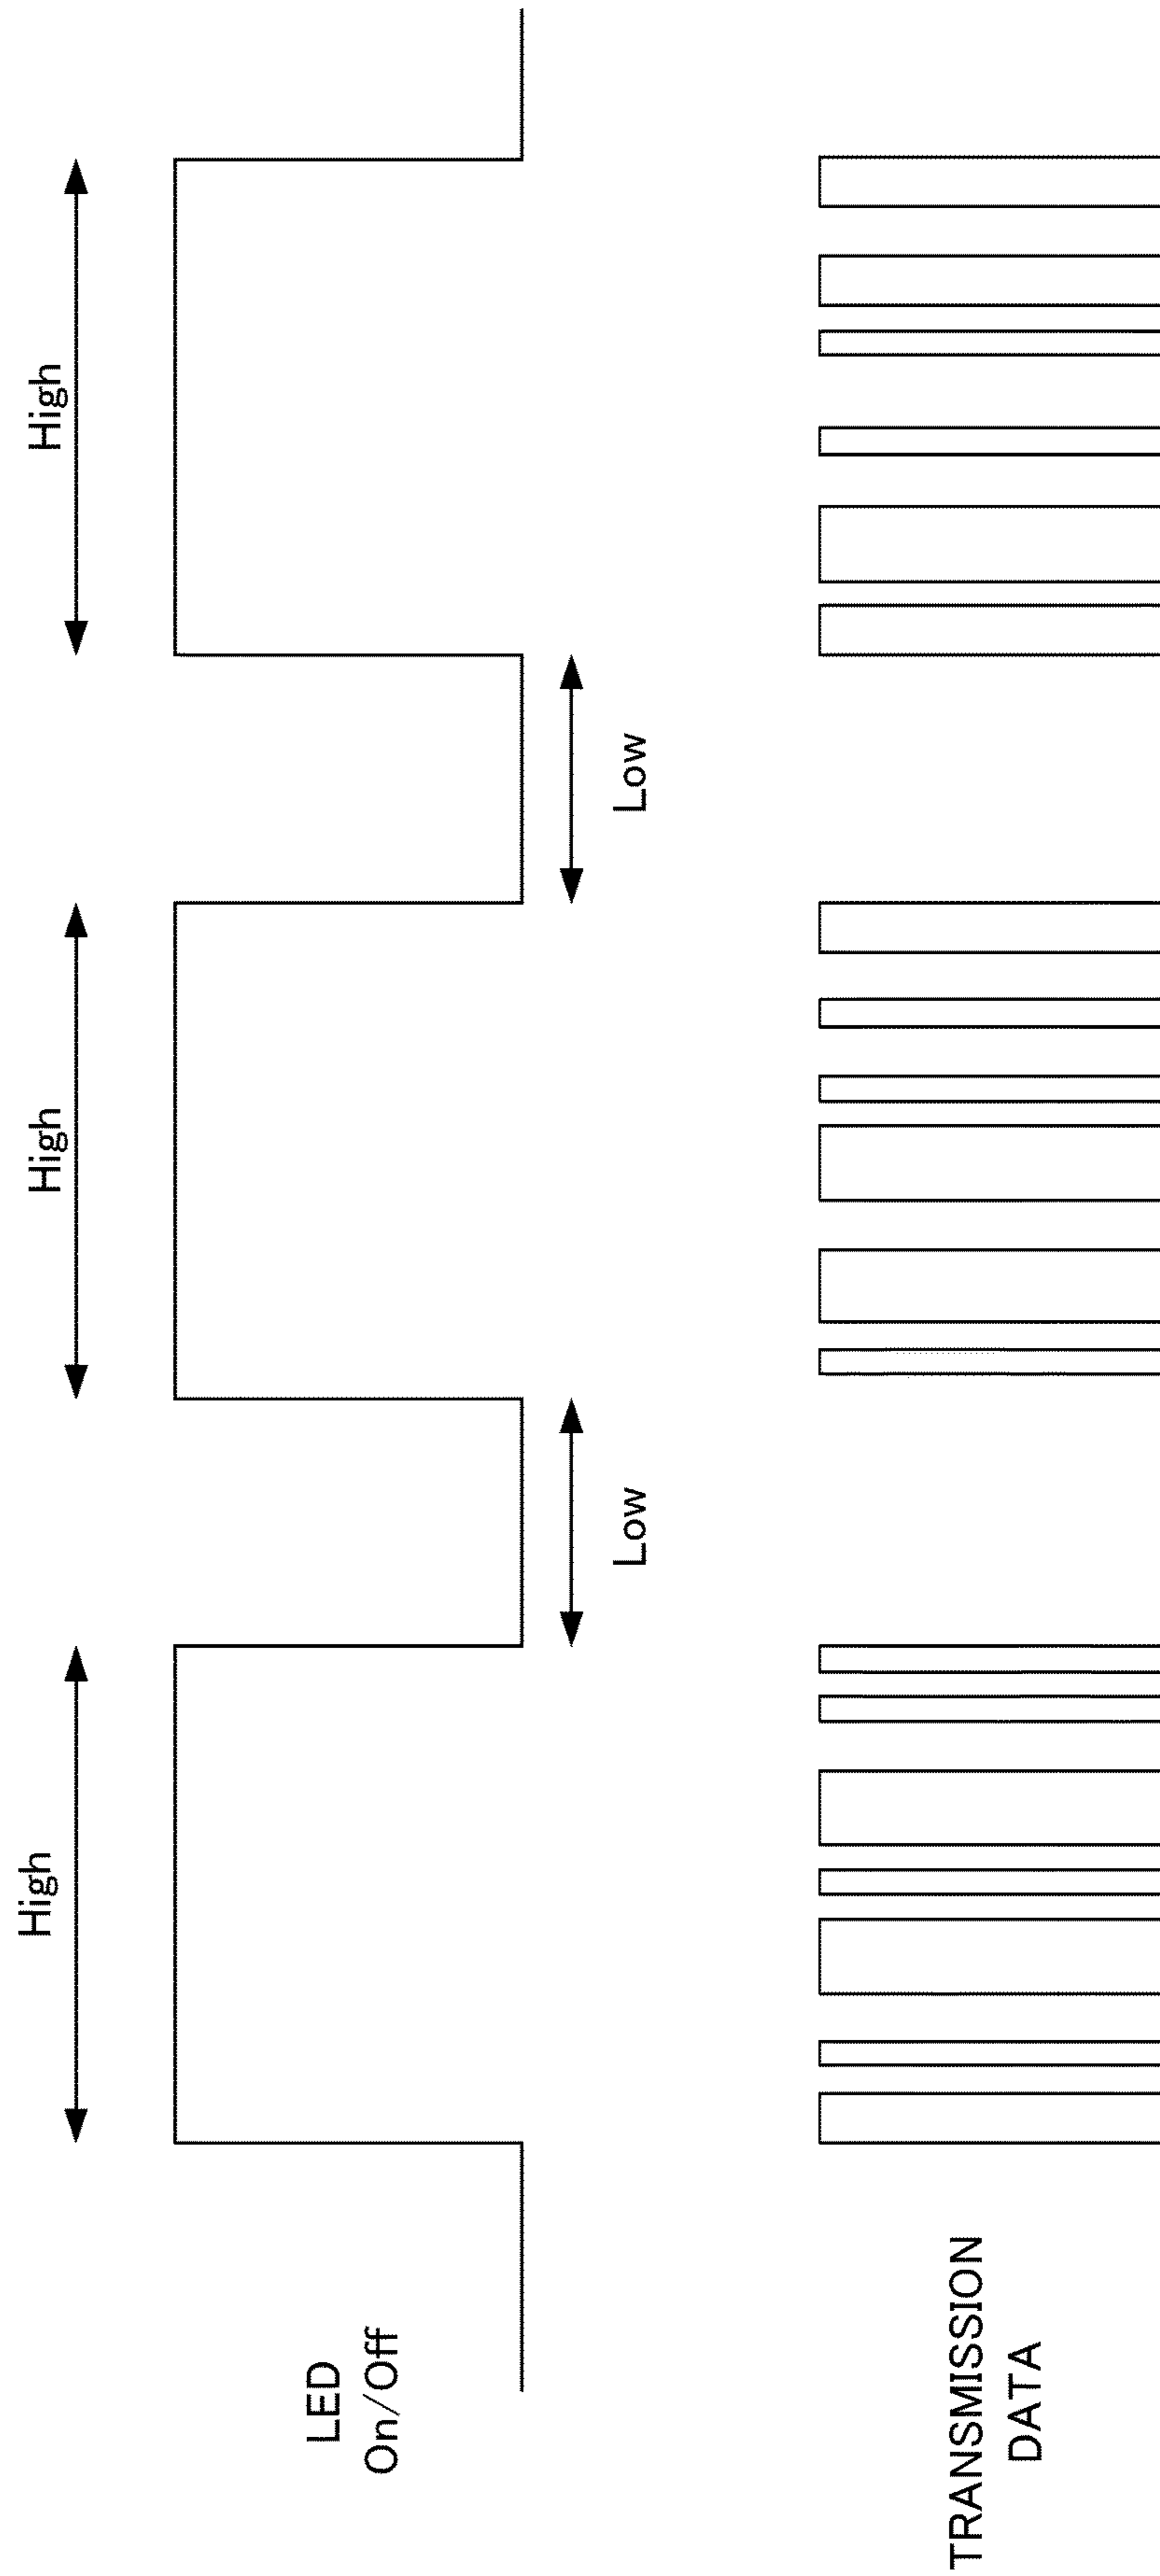 High
High
High
LED
On/Off
Low
Low
TRANSMISSION
DATA